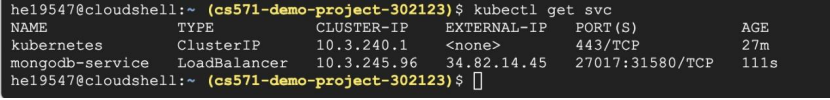 he19547@cloudshell:~ (cs571-demo-project-302123)$ kubectl get svc
NAME TYPE CLUSTER-IP EXTERNAL-IP PORT(S) AGE
kubernetes ClusterIP 10.3.240.1 <none> 443/TCP 27m
mongodb-service LoadBalancer 10.3.245.96 34.82.14.45 27017:31580/TCP 111s
he19547@cloudshell:~ (cs571-demo-project-302123)$